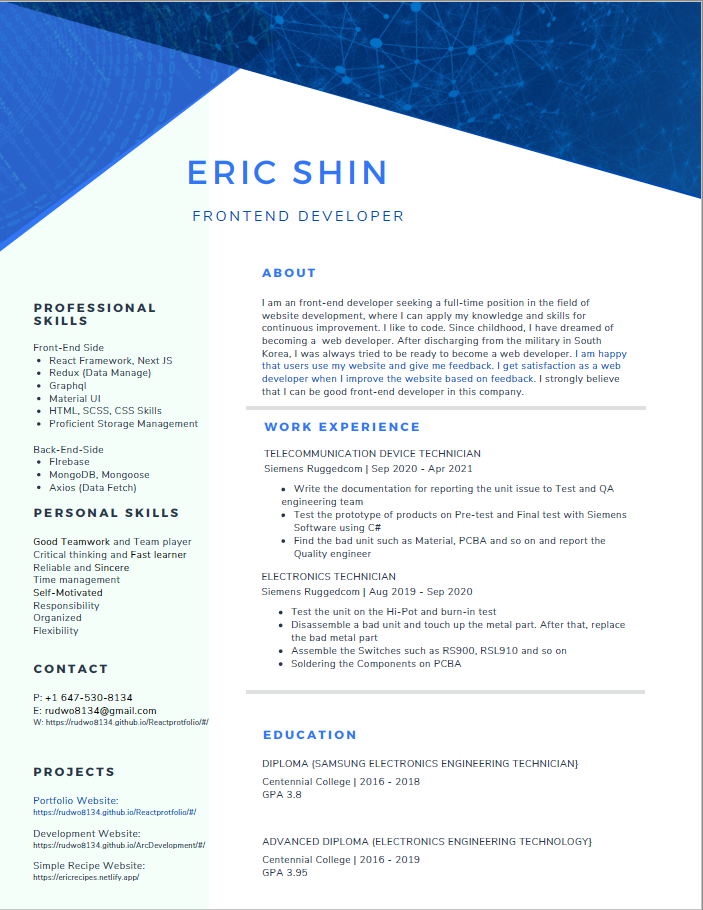 ERIC SHIN
FRONTEND DEVELOPER
PROFESSIONAL
SKILLS
Front-End Side
• React Framework, Next JS
• Redux (Data Manage)
• Graphql
• Material UI
• HTML, SCSS, CSS Skills
• Proficient Storage Management
Back-End-Side
• FIrebase
• MongoDB, Mongoose
• Axios (Data Fetch)
PERSONAL SKILLS
Good Teamwork and Team player
Critical thinking and Fast learner
Reliable and Sincere
Time management
Self-Motivated
Responsibility
Organized
Flexibility
CONTACT
P: +1 647-530-8134
E: rudwo8134@gmail.com
W: https://rudwo8134.github.io/Reactprotfolio/#/
PROJECTS
Portfolio Website:
https://rudwo8134.github.io/Reactprotfolio/#/
Development Website:
https://rudwo8134.github.io/ArcDevelopment/#/
Simple Recipe Website:
https://ericrecipes.netlify.app/
ABOUT
I am an front-end developer seeking a full-time position in the field of
website development, where I can apply my knowledge and skills for
continuous improvement. I like to code. Since childhood, I have dreamed of
becoming a web developer. After discharging from the military in South
Korea, I was always tried to be ready to become a web developer. I am happy
that users use my website and give me feedback. I get satisfaction as a web
developer when I improve the website based on feedback. I strongly believe
that I can be good front-end developer in this company.
WORK EXPERIENCE
TELECOMMUNICATION DEVICE TECHNICIAN
Siemens Ruggedcom | Sep 2020 - Apr 2021
• Write the documentation for reporting the unit issue to Test and QA
engineering team
• Test the prototype of products on Pre-test and Final test with Siemens
Software using C#
• Find the bad unit such as Material, PCBA and so on and report the
Quality engineer
ELECTRONICS TECHNICIAN
Siemens Ruggedcom | Aug 2019 - Sep 2020
• Test the unit on the Hi-Pot and burn-in test
• Disassemble a bad unit and touch up the metal part. After that, replace
the bad metal part
• Assemble the Switches such as RS900, RSL910 and so on
• Soldering the Components on PCBA
EDUCATION
DIPLOMA {SAMSUNG ELECTRONICS ENGINEERING TECHNICIAN}
Centennial College | 2016 - 2018
GPA 3.8
ADVANCED DIPLOMA {ELECTRONICS ENGINEERING TECHNOLOGY}
Centennial College | 2016 - 2019
GPA 3.95